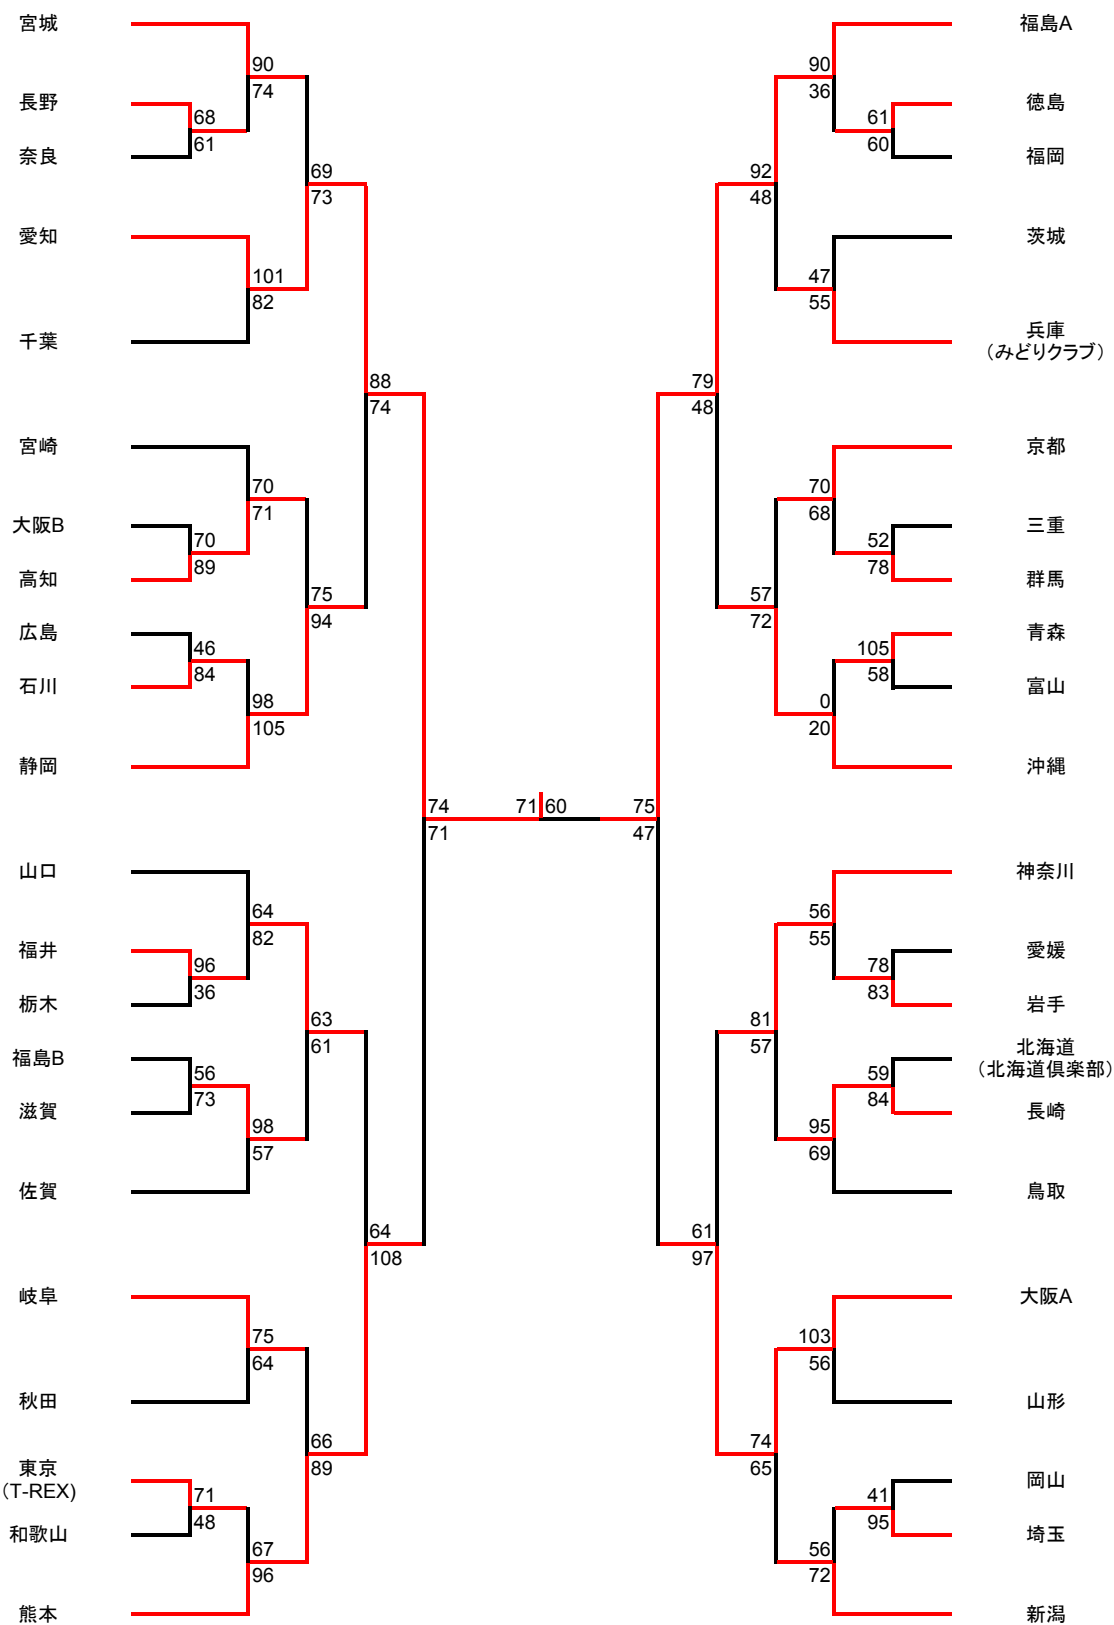 宮城
90
74
長野
68
61
奈良
69
73
愛知
101
82
千葉
88
74
宮崎
70
71
大阪B
70
89
高知
75
94
広島
46
84
石川
98
105
静岡
74
71
山口
64
82
福井
96
36
栃木
63
61
福島B
56
73
滋賀
98
57
佐賀
64
108
岐阜
75
64
秋田
66
89
東京
(T-REX)
71
48
和歌山
67
96
熊本
71
60
福島A
90
36
徳島
61
60
福岡
92
48
茨城
47
55
兵庫
(みどりクラブ)
79
48
京都
70
68
三重
52
78
群馬
57
72
青森
105
58
富山
0
20
沖縄
75
47
神奈川
56
55
愛媛
78
83
岩手
81
57
北海道
(北海道倶楽部)
59
84
長崎
95
69
鳥取
61
97
大阪A
103
56
山形
74
65
岡山
41
95
埼玉
56
72
新潟